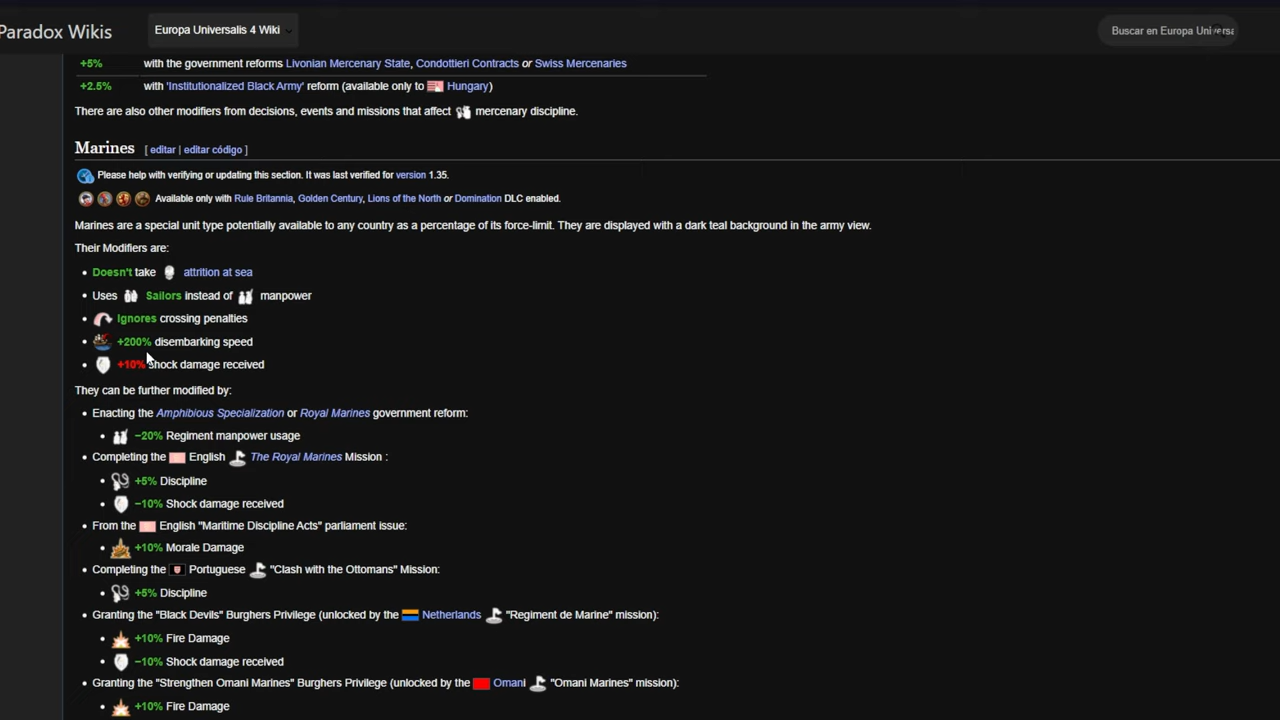 Paradox Wikis
Europa Universalis 4 Wiki
Buscar en Europa Universa
+5% with the government reforms Livonian Mercenary State, Condottieri Contracts or Swiss Mercenaries
+2.5% with 'Institutionalized Black Army' reform (available only to Hungary)
There are also other modifiers from decisions, events and missions that affect mercenary discipline.
Marines [ editar | editar código ]
Please help with verifying or updating this section. It was last verified for version 1.35.
Available only with Rule Britannia, Golden Century, Lions of the North or Domination DLC enabled.
Marines are a special unit type potentially available to any country as a percentage of its force-limit. They are displayed with a dark teal background in the army view.
Their Modifiers are:
• Doesn't take attrition at sea
• Uses Sailors instead of manpower
• Ignores crossing penalties
• +200% disembarking speed
• +10% Shock damage received
They can be further modified by:
• Enacting the Amphibious Specialization or Royal Marines government reform:
• −20% Regiment manpower usage
• Completing the English The Royal Marines Mission :
• +5% Discipline
• −10% Shock damage received
• From the English "Maritime Discipline Acts" parliament issue:
• +10% Morale Damage
• Completing the Portuguese "Clash with the Ottomans" Mission:
• +5% Discipline
• Granting the "Black Devils" Burghers Privilege (unlocked by the Netherlands "Regiment de Marine" mission):
• +10% Fire Damage
• −10% Shock damage received
• Granting the "Strengthen Omani Marines" Burghers Privilege (unlocked by the Omani "Omani Marines" mission):
• +10% Fire Damage